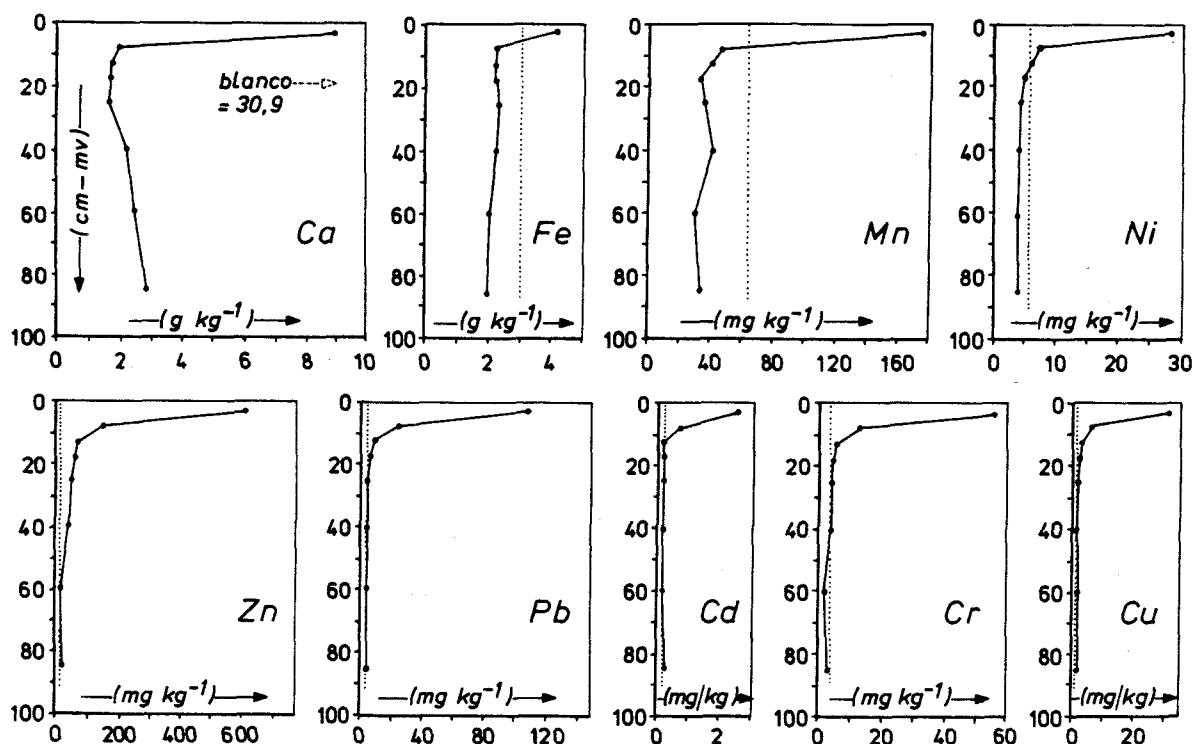 0
20
40
60
80
100
(cm-mv)
blanco
= 30,9
Ca
(g kg⁻¹)
0 2 4 6 8 10
0
20
40
60
80
100
Fe
(g kg⁻¹)
0 2 4
0
20
40
60
80
100
Mn
(mg kg⁻¹)
0 40 80 120 160
0
20
40
60
80
100
Ni
(mg kg⁻¹)
0 10 20 30
0
20
40
60
80
100
Zn
(mg kg⁻¹)
0 200 400 600
0
20
40
60
80
100
Pb
(mg kg⁻¹)
0 40 80 120
0
20
40
60
80
100
Cd
(mg/kg)
0 2
0
20
40
60
80
100
Cr
(mg kg⁻¹)
0 20 40 60
0
20
40
60
80
100
Cu
(mg/kg)
0 20